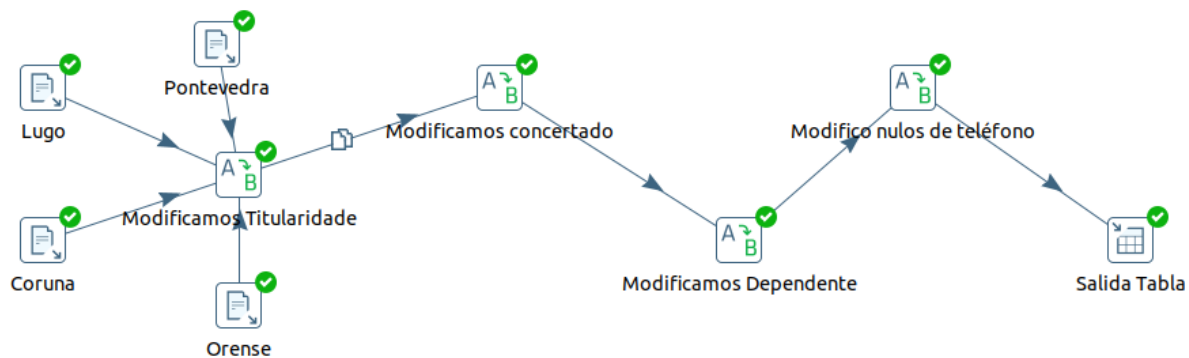 Pontevedra
Lugo
Modificamos concertado
Modifico nulos de teléfono
Modificamos Titularidade
Coruna
Modificamos Dependente
Salida Tabla
Orense
A
B
A
B
A
B
A
B